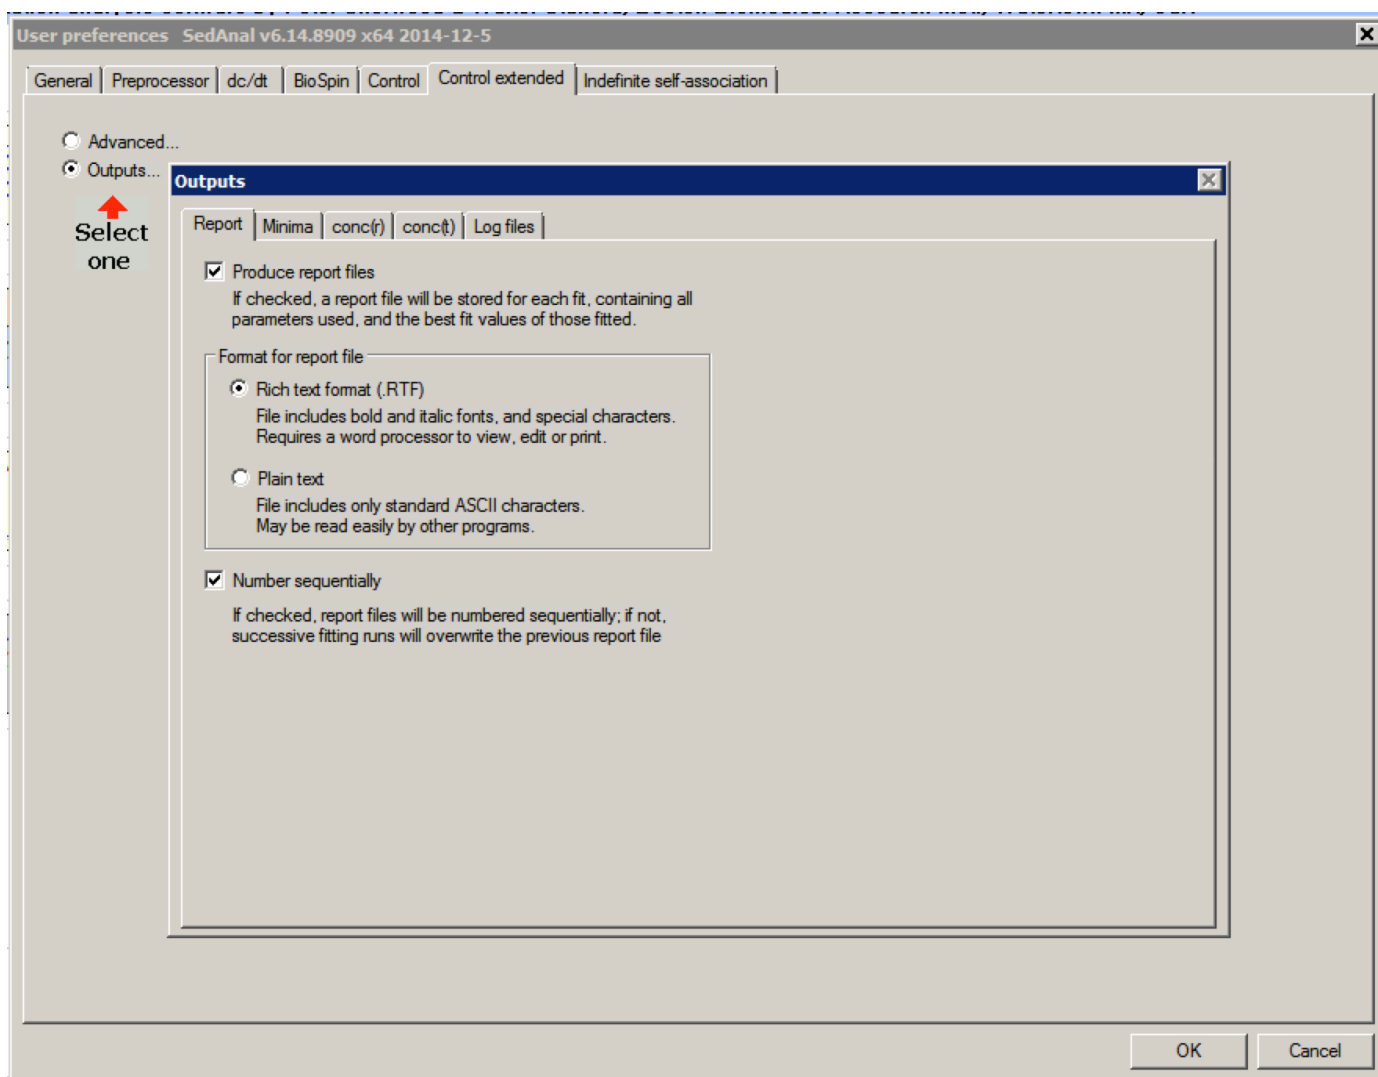 User preferences SedAnal v6.14.8909 x64 2014-12-5
General Preprocessor dc/dt BioSpin Control Control extended Indefinite self-association
Advanced...
Outputs...
Select
one
Outputs
Report Minima conc(r) conc(t) Log files
Produce report files
If checked, a report file will be stored for each fit, containing all
parameters used, and the best fit values of those fitted.
Format for report file
Rich text format (.RTF)
File includes bold and italic fonts, and special characters.
Requires a word processor to view, edit or print.
Plain text
File includes only standard ASCII characters.
May be read easily by other programs.
Number sequentially
If checked, report files will be numbered sequentially; if not,
successive fitting runs will overwrite the previous report file
OK Cancel